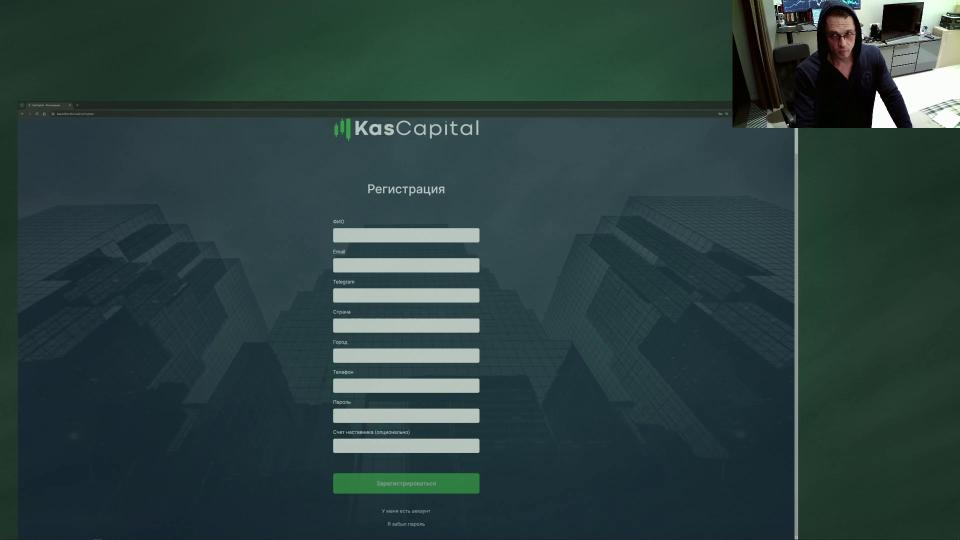 KasCapital
Регистрация
ФИО
Email
Telegram
Страна
Город
Телефон
Пароль
Счет наставника (опционально)
Зарегистрироваться
У меня есть аккаунт
Я забыл пароль